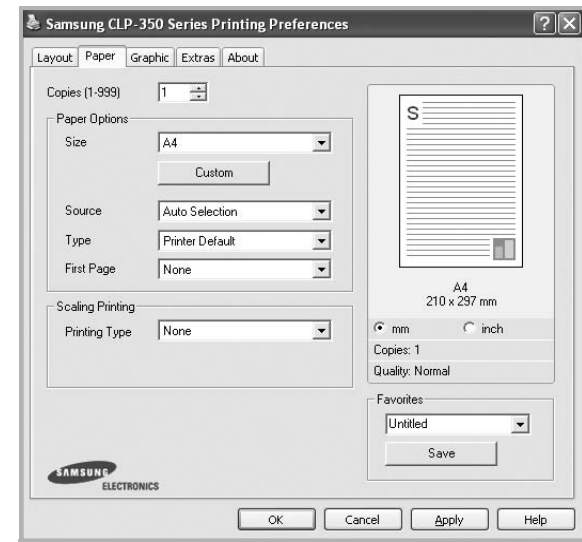 Samsung CLP-350 Series Printing Preferences
Layout Paper Graphic Extras About
Copies (1-999) 1
Paper Options
Size A4
Custom
Source Auto Selection
Type Printer Default
First Page None
Scaling Printing
Printing Type None
SAMSUNG
ELECTRONICS
S
A4
210 x 297 mm
mm inch
Copies: 1
Quality: Normal
Favorites
Untitled
Save
OK Cancel Apply Help